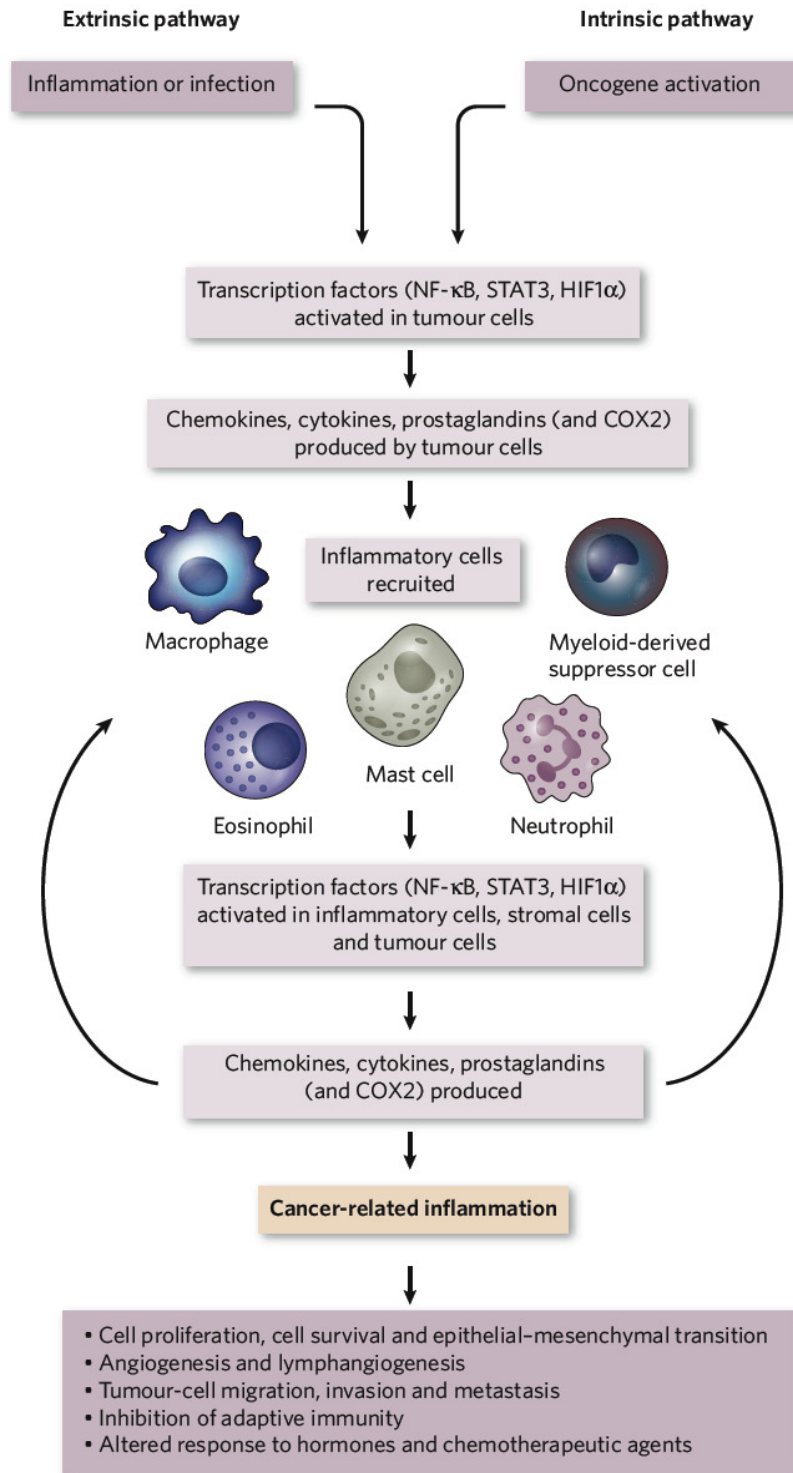 Extrinsic pathway
Intrinsic pathway
Inflammation or infection
Oncogene activation
Transcription factors (NF-κB, STAT3, HIF1α)
activated in tumour cells
Chemokines, cytokines, prostaglandins (and COX2)
produced by tumour cells
Inflammatory cells
recruited
Macrophage
Myeloid-derived
suppressor cell
Mast cell
Eosinophil
Neutrophil
Transcription factors (NF-κB, STAT3, HIF1α)
activated in inflammatory cells, stromal cells
and tumour cells
Chemokines, cytokines, prostaglandins
(and COX2) produced
Cancer-related inflammation
• Cell proliferation, cell survival and epithelial–mesenchymal transition
• Angiogenesis and lymphangiogenesis
• Tumour-cell migration, invasion and metastasis
• Inhibition of adaptive immunity
• Altered response to hormones and chemotherapeutic agents